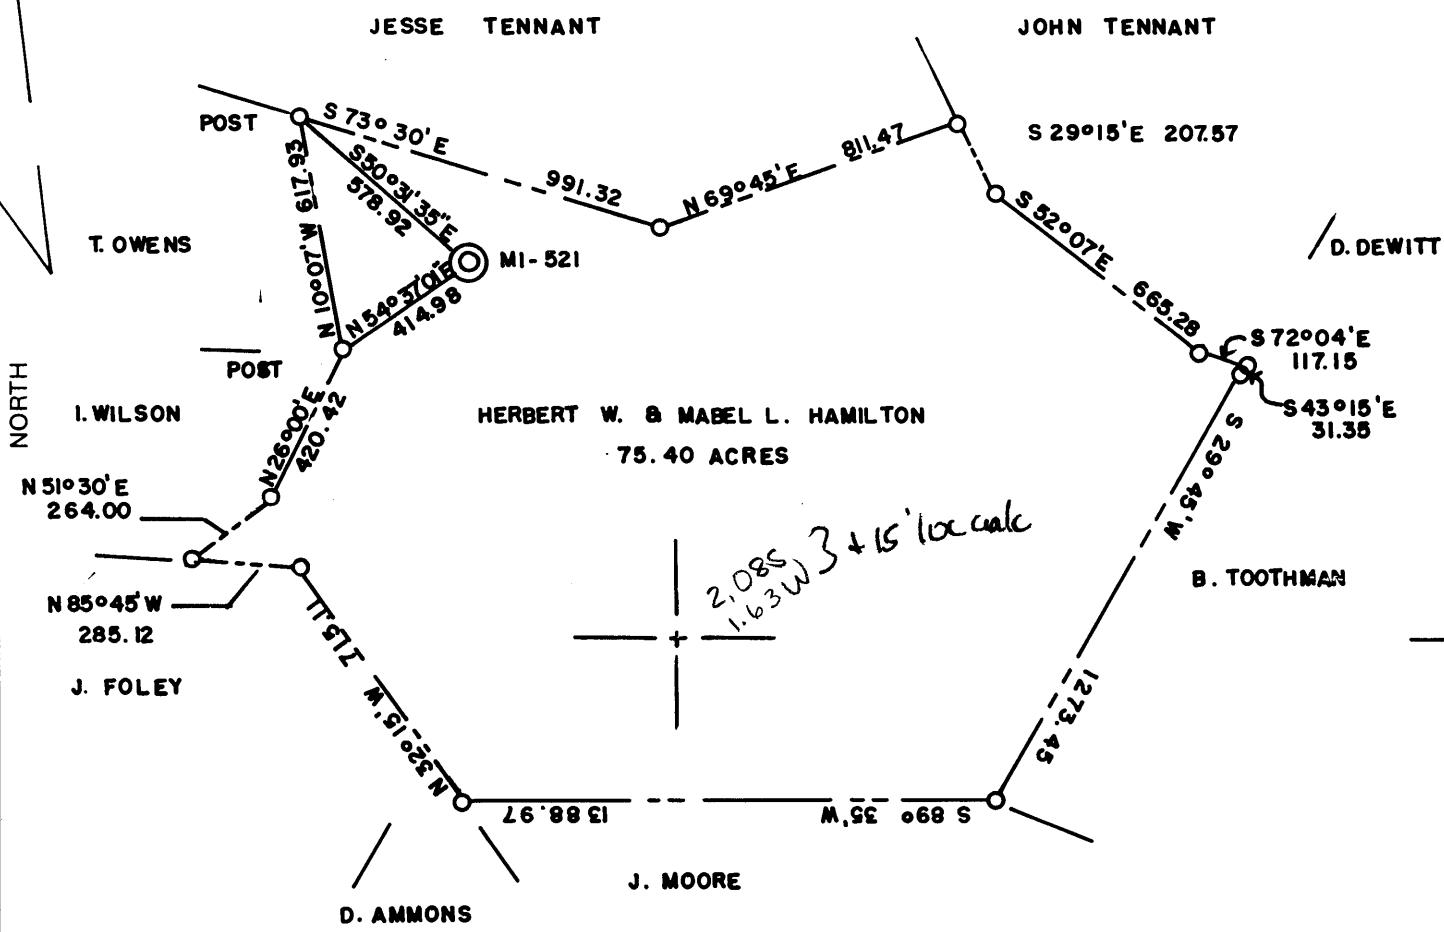 JESSE TENNANT
JOHN TENNANT
POST
S 73° 30' E
991.32
N 69° 45' E
811.47
S 29° 15' E 207.57
S 50° 31' 35" E
578.92
N 10° 07' W 617.93
T. OWENS
MI-521
N 54° 37' 01" E
414.98
S 52° 07' E
665.28
D. DEWITT
S 72° 04' E
117.15
S 43° 15' E
31.35
POST
NORTH
I. WILSON
N 26° 00' E
420.42
HERBERT W. & MABEL L. HAMILTON
75.40 ACRES
S 29° 45' W
1273.45
N 51° 30' E
264.00
2.08S
1.63W } + 15' loc calc
B. TOOTHMAN
N 85° 45' W
285.12
J. FOLEY
N 32° 15' W
715.11
S 89° 35' W
1388.97
J. MOORE
D. AMMONS